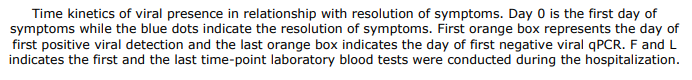 Time kinetics of viral presence in relationship with resolution of symptoms. Day 0 is the first day of
symptoms while the blue dots indicate the resolution of symptoms. First orange box represents the day of
first positive viral detection and the last orange box indicates the day of first negative viral qPCR. F and L
indicates the first and the last time-point laboratory blood tests were conducted during the hospitalization.